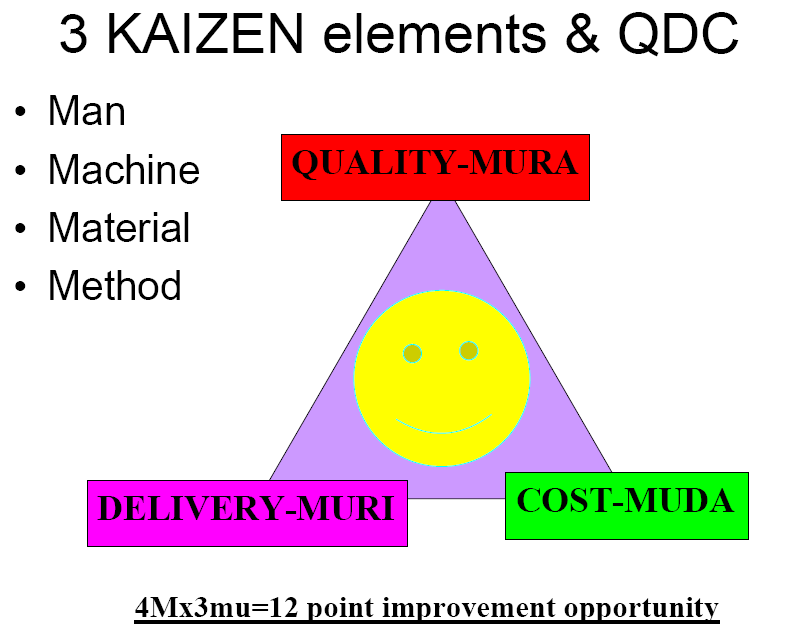 3 KAIZEN elements & QDC
• Man
• Machine
• Material
• Method
QUALITY-MURA
DELIVERY-MURI
COST-MUDA
4Mx3mu=12 point improvement opportunity